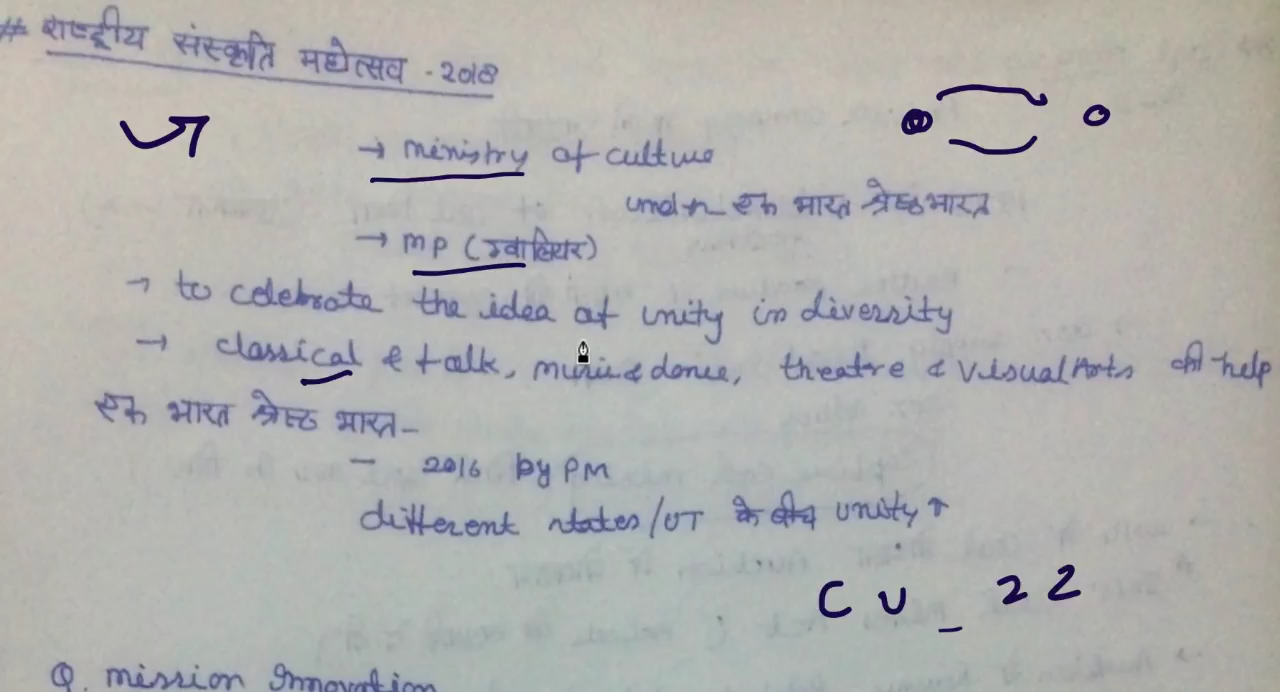 # राष्ट्रीय संस्कृति महोत्सव - 2018
→ ministry of culture
under एक भारत श्रेष्ठ भारत
→ MP (ग्वालियर)
→ to celebrate the idea of unity in diversity
→ classical & folk, music & dance, theatre & visual Arts की help
एक भारत श्रेष्ठ भारत -
- 2016 by PM
different states/UT के बीच unity ↑
CU_22
Q. mission Innovation